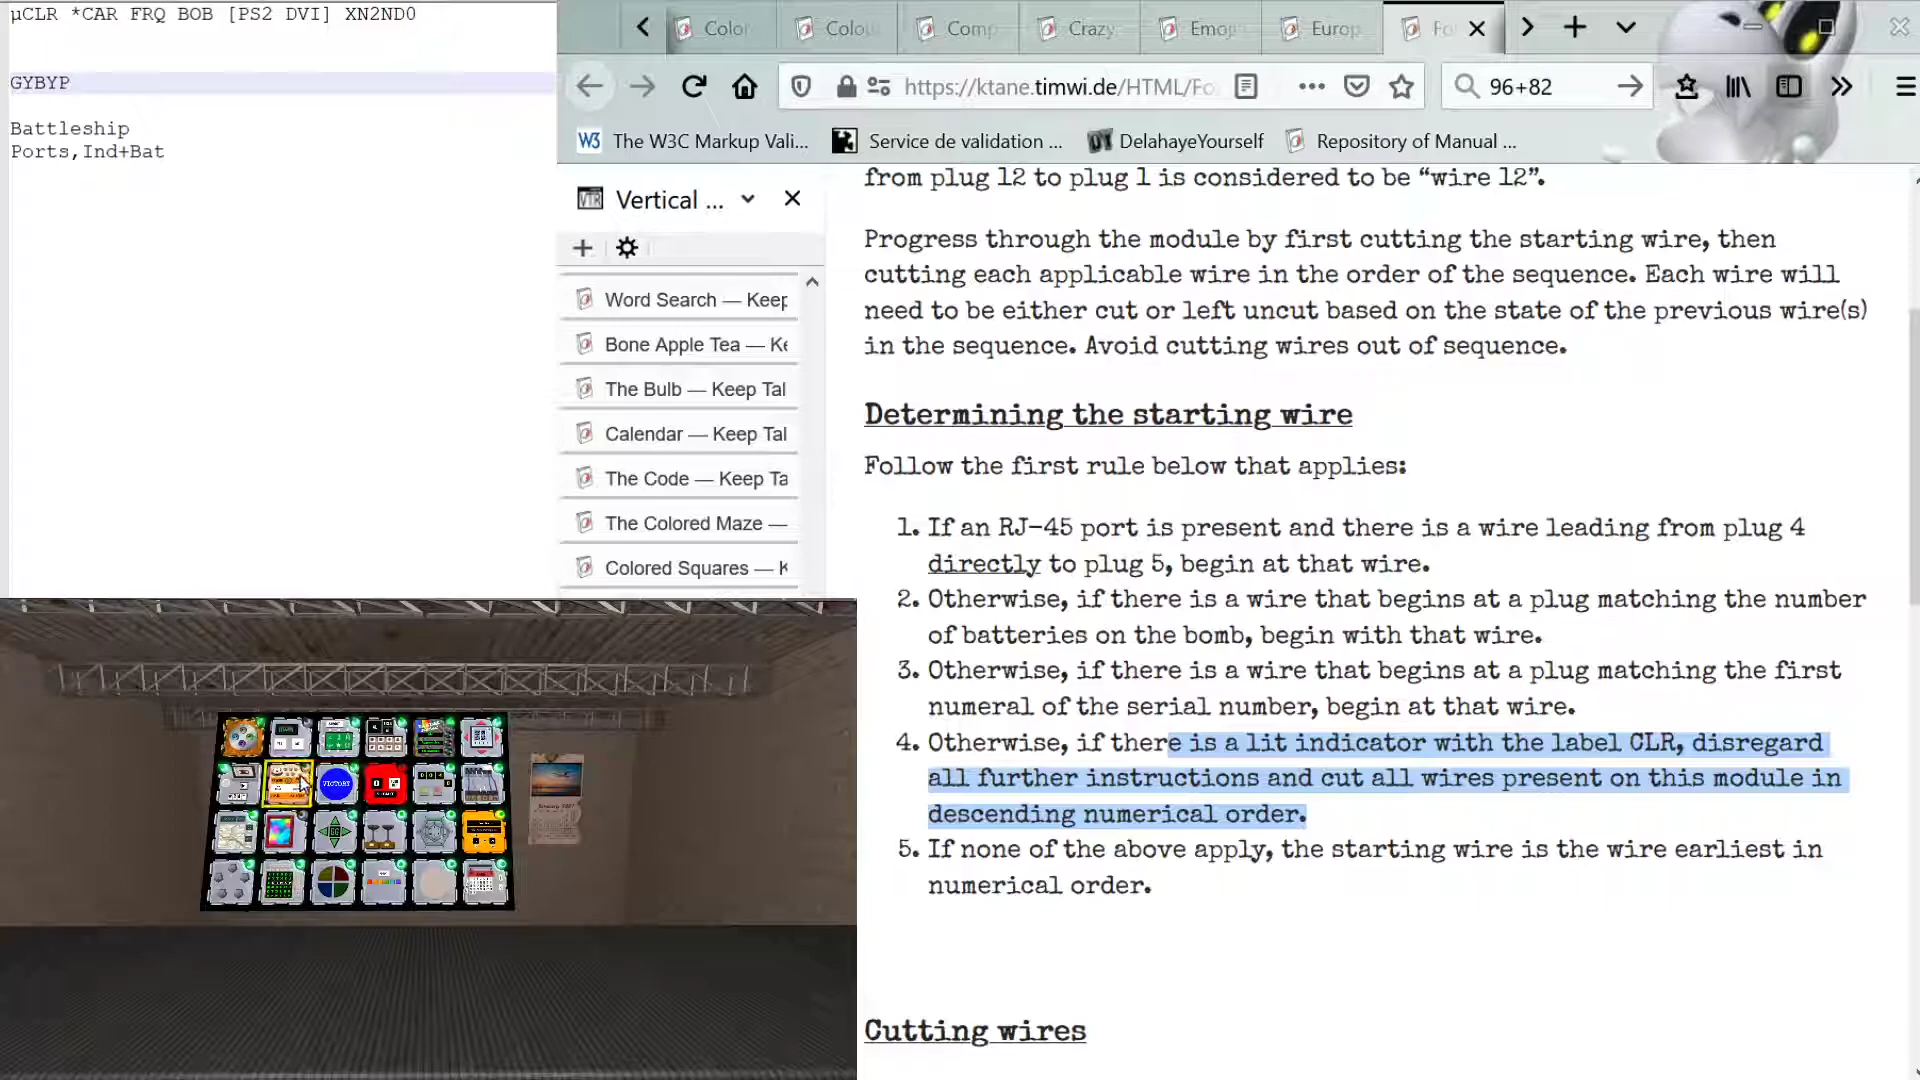 µCLR *CAR FRQ BOB [PS2 DVI] XN2ND0
GYBYP
Battleship
Ports,Ind+Bat
Color
Colou
Comp
Crazy
Emoj
Europ
Fo
https://ktane.timwi.de/HTML/Fo
96+82
The W3C Markup Vali...
Service de validation ...
DelahayeYourself
Repository of Manual ...
Vertical ...
Word Search — Keep
Bone Apple Tea — Ke
The Bulb — Keep Tal
Calendar — Keep Tal
The Code — Keep Ta
The Colored Maze —
Colored Squares — K
from plug 12 to plug 1 is considered to be “wire 12”.
Progress through the module by first cutting the starting wire, then
cutting each applicable wire in the order of the sequence. Each wire will
need to be either cut or left uncut based on the state of the previous wire(s)
in the sequence. Avoid cutting wires out of sequence.
Determining the starting wire
Follow the first rule below that applies:
1. If an RJ-45 port is present and there is a wire leading from plug 4
directly to plug 5, begin at that wire.
2. Otherwise, if there is a wire that begins at a plug matching the number
of batteries on the bomb, begin with that wire.
3. Otherwise, if there is a wire that begins at a plug matching the first
numeral of the serial number, begin at that wire.
4. Otherwise, if there is a lit indicator with the label CLR, disregard
all further instructions and cut all wires present on this module in
descending numerical order.
5. If none of the above apply, the starting wire is the wire earliest in
numerical order.
Cutting wires
VICTORY